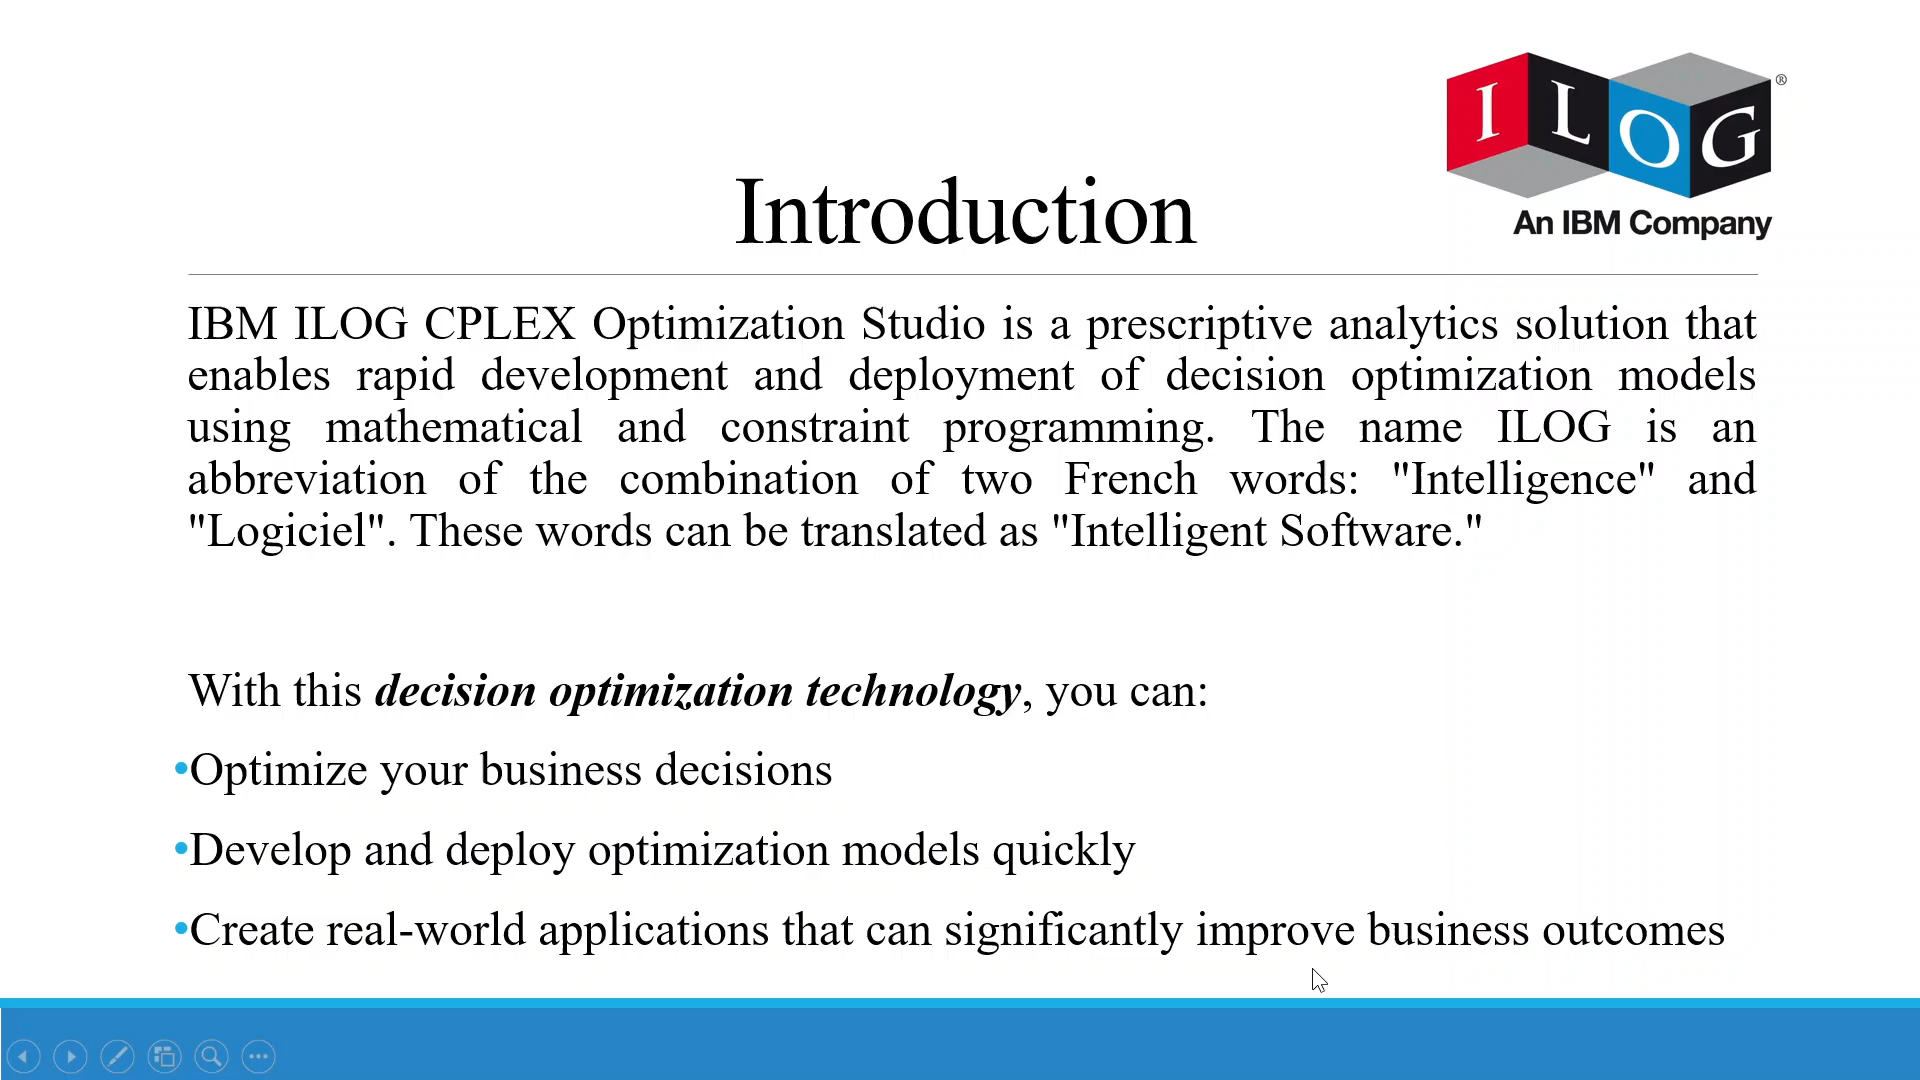 ILOG®
An IBM Company
Introduction
IBM ILOG CPLEX Optimization Studio is a prescriptive analytics solution that
enables rapid development and deployment of decision optimization models
using mathematical and constraint programming. The name ILOG is an
abbreviation of the combination of two French words: "Intelligence" and
"Logiciel". These words can be translated as "Intelligent Software."
With this decision optimization technology, you can:
•Optimize your business decisions
•Develop and deploy optimization models quickly
•Create real-world applications that can significantly improve business outcomes